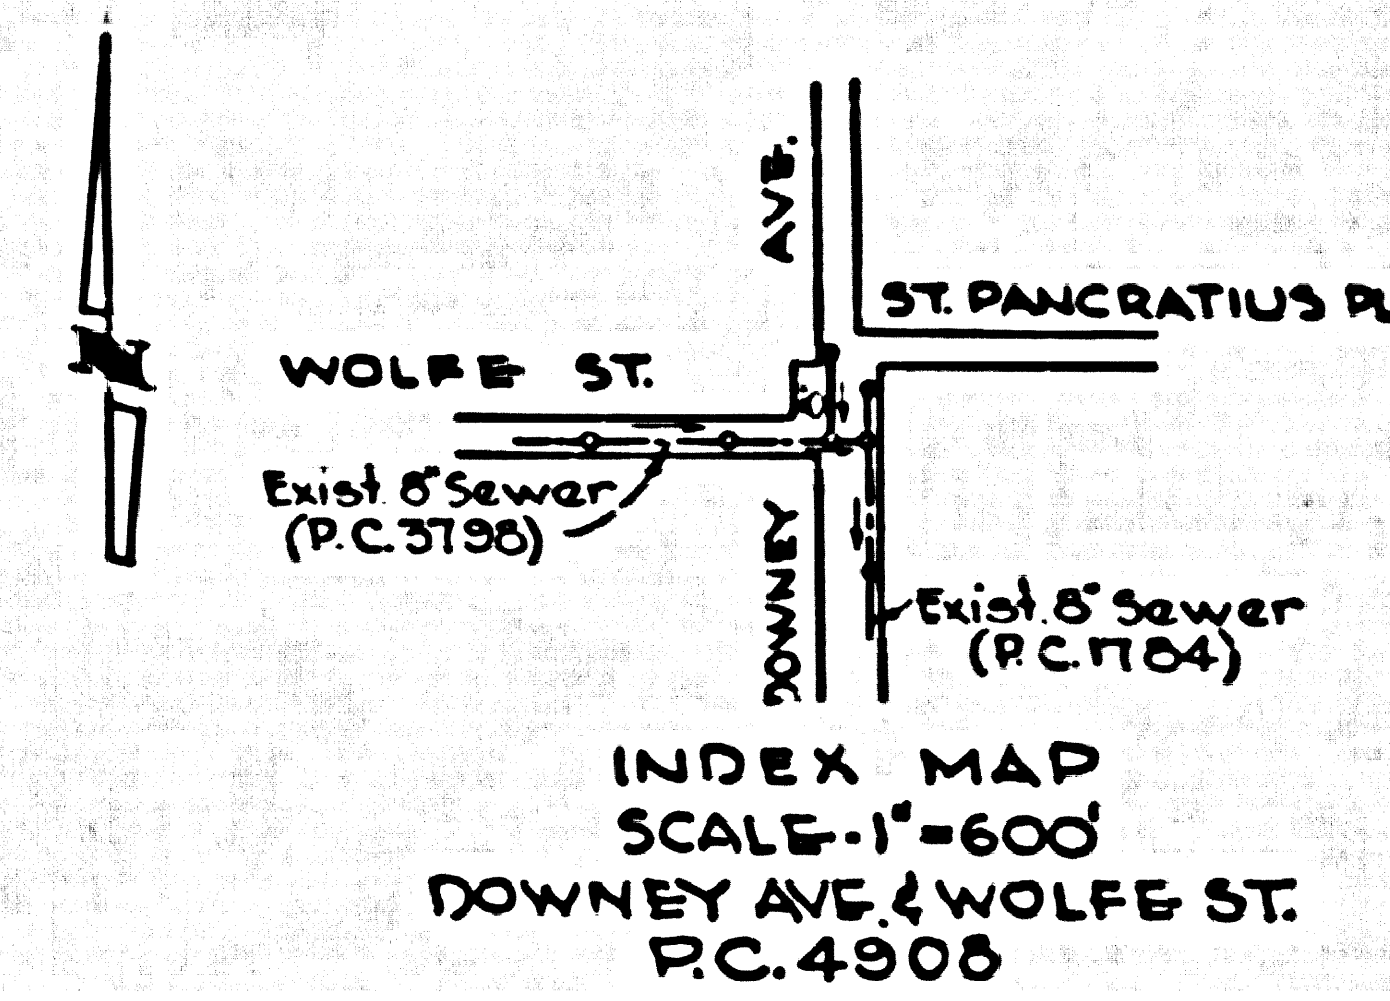 N
AVE.
ST. PANCRATIUS PL
WOLFE ST.
Exist. 8" Sewer
(P.C. 3798)
DOWNEY
Exist. 8" Sewer
(P.C. 1784)
INDEX MAP
SCALE-1"=600'
DOWNEY AVE. & WOLFE ST.
P.C. 4908